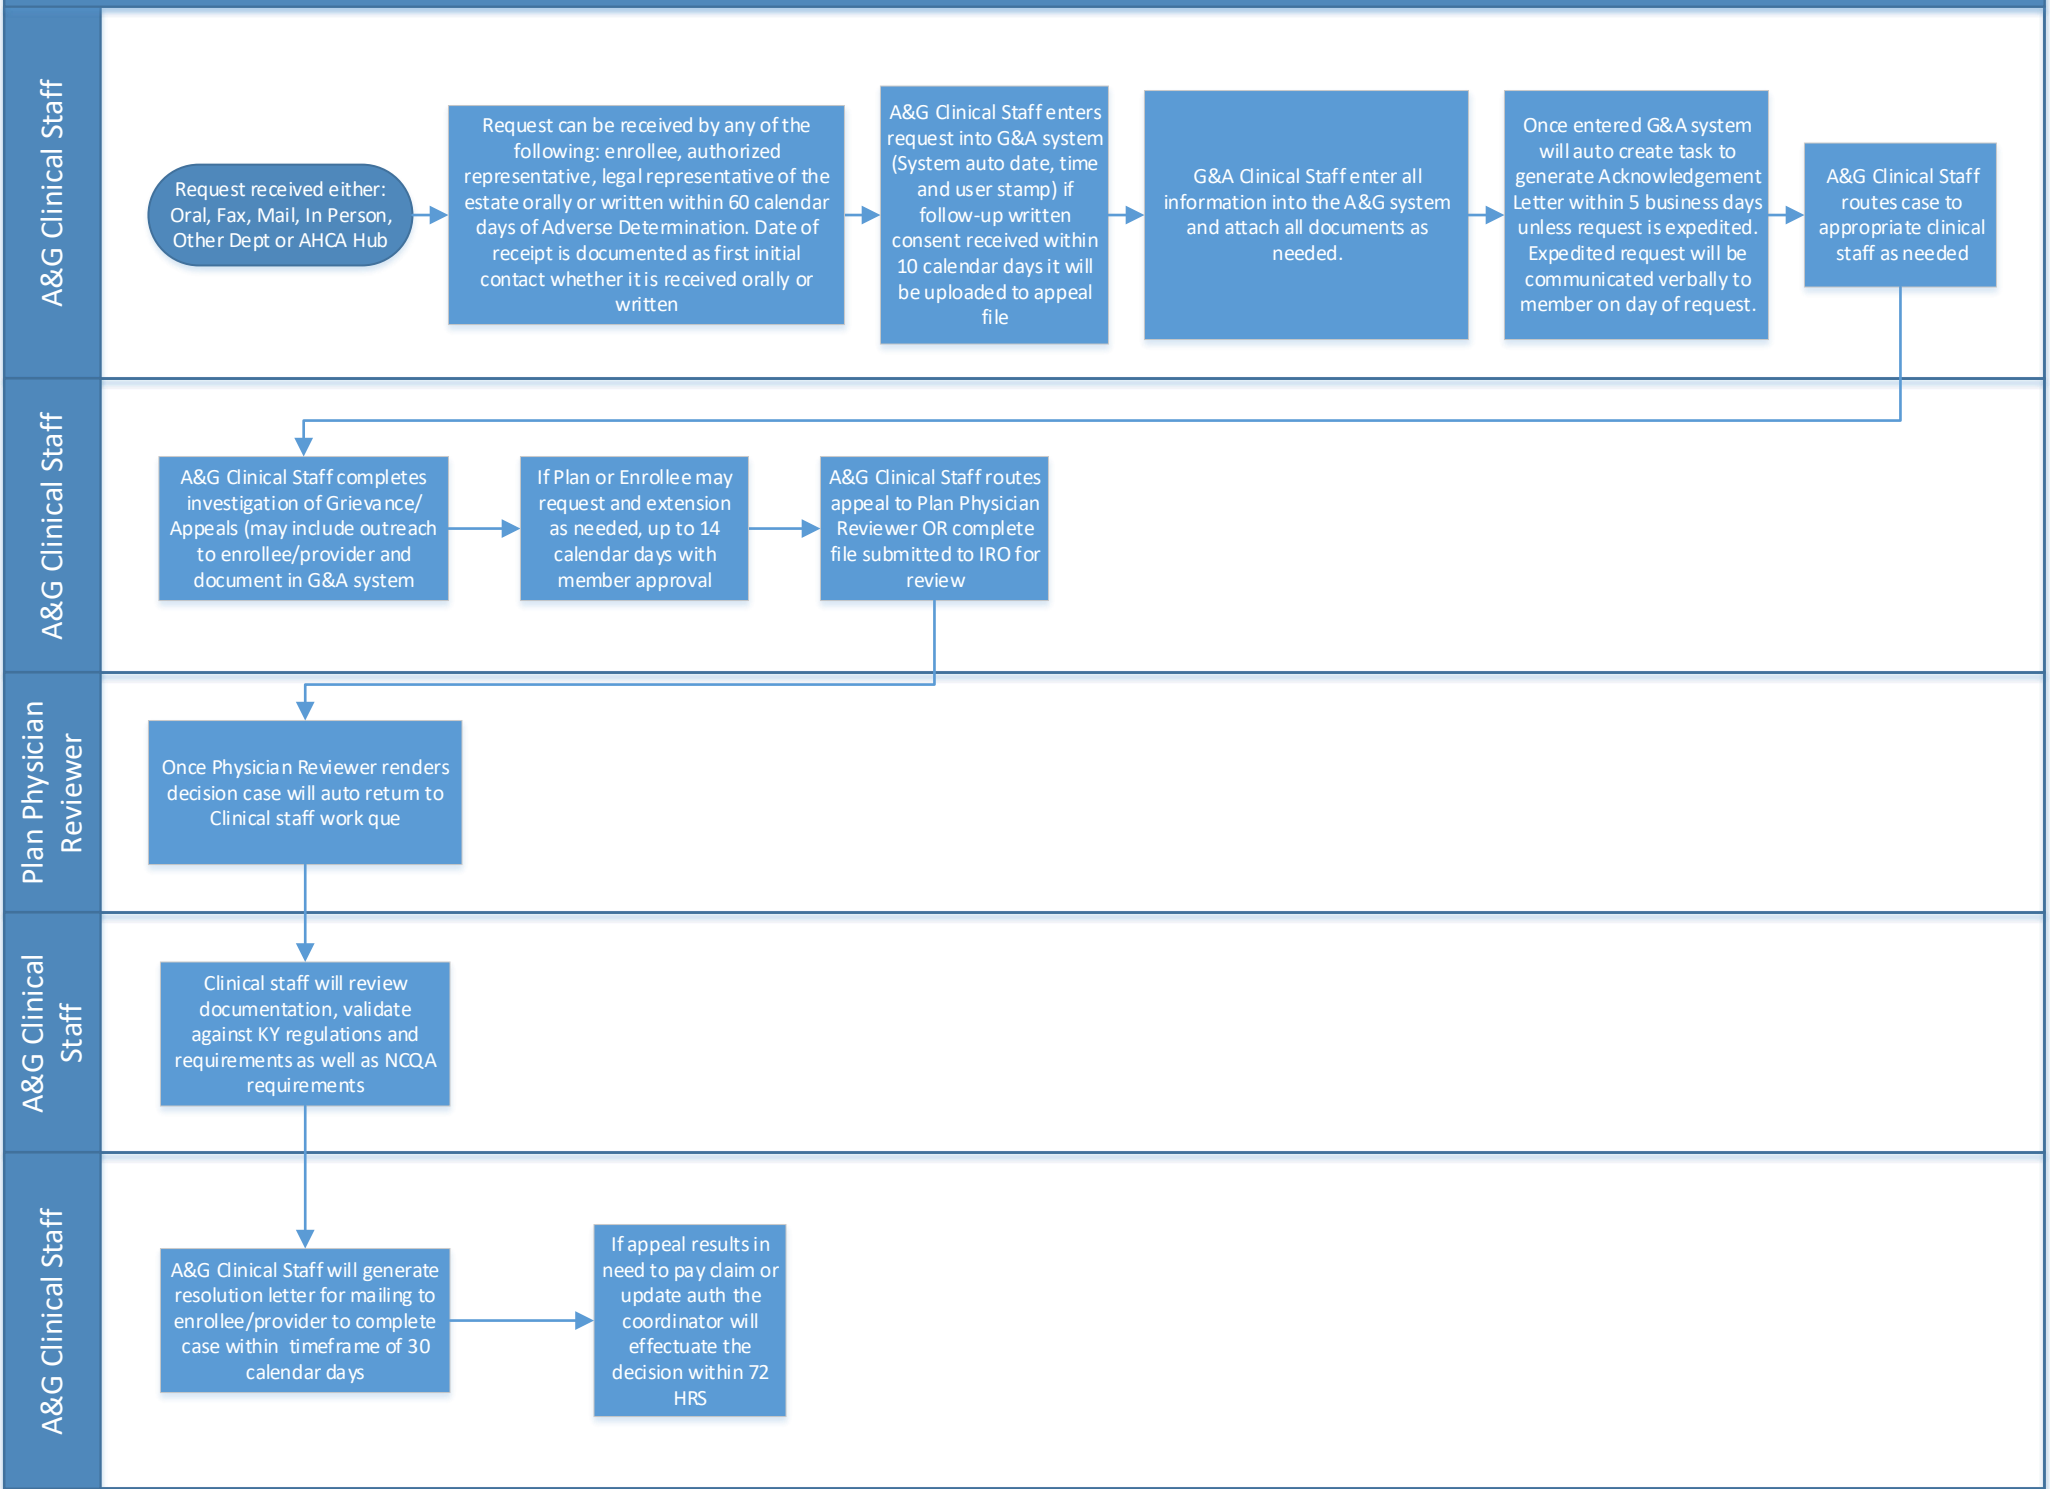 A&G Clinical Staff
Request received either:
Oral, Fax, Mail, In Person,
Other Dept or AHCA Hub
Request can be received by any of the
following: enrollee, authorized
representative, legal representative of the
estate orally or written within 60 calendar
days of Adverse Determination. Date of
receipt is documented as first initial
contact whether it is received orally or
written
A&G Clinical Staff enters
request into G&A system
(System auto date, time
and user stamp) if
follow-up written
consent received within
10 calendar days it will
be uploaded to appeal
file
G&A Clinical Staff enter all
information into the A&G system
and attach all documents as
needed.
Once entered G&A system
will auto create task to
generate Acknowledgement
Letter within 5 business days
unless request is expedited.
Expedited request will be
communicated verbally to
member on day of request.
A&G Clinical Staff
routes case to
appropriate clinical
staff as needed
A&G Clinical Staff
A&G Clinical Staff completes
investigation of Grievance/
Appeals (may include outreach
to enrollee/provider and
document in G&A system
If Plan or Enrollee may
request and extension
as needed, up to 14
calendar days with
member approval
A&G Clinical Staff routes
appeal to Plan Physician
Reviewer OR complete
file submitted to IRO for
review
Plan Physician
Reviewer
Once Physician Reviewer renders
decision case will auto return to
Clinical staff work que
A&G Clinical
Staff
Clinical staff will review
documentation, validate
against KY regulations and
requirements as well as NCQA
requirements
A&G Clinical Staff
A&G Clinical Staff will generate
resolution letter for mailing to
enrollee/provider to complete
case within timeframe of 30
calendar days
If appeal results in
need to pay claim or
update auth the
coordinator will
effectuate the
decision within 72
HRS